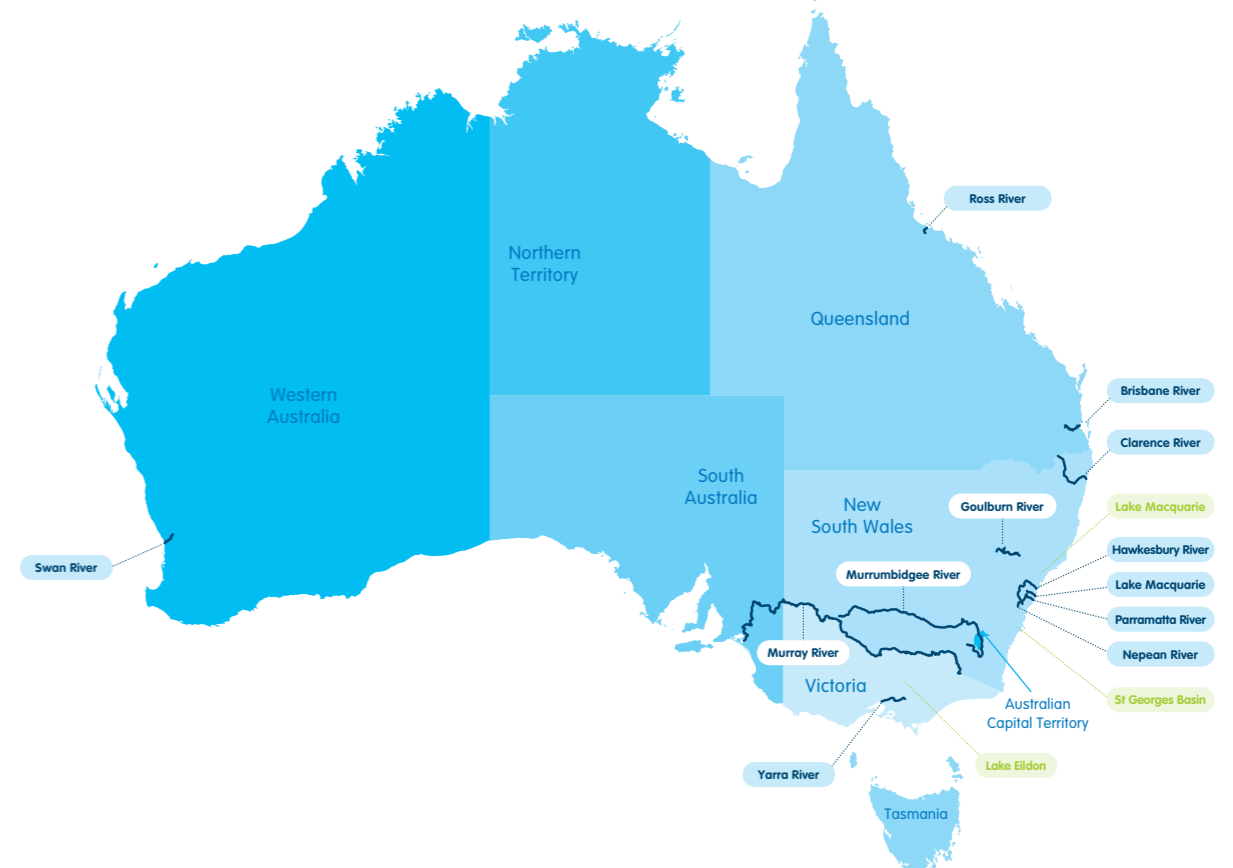 Ross River
Northern
Territory
Queensland
Brisbane River
Western
Australia
Clarence River
South
Australia
New
South Wales
Goulburn River
Lake Macquarie
Hawkesbury River
Swan River
Murrumbidgee River
Lake Macquarie
Parramatta River
Murray River
Nepean River
Victoria
Australian
Capital Territory
St Georges Basin
Yarra River
Lake Eildon
Tasmania